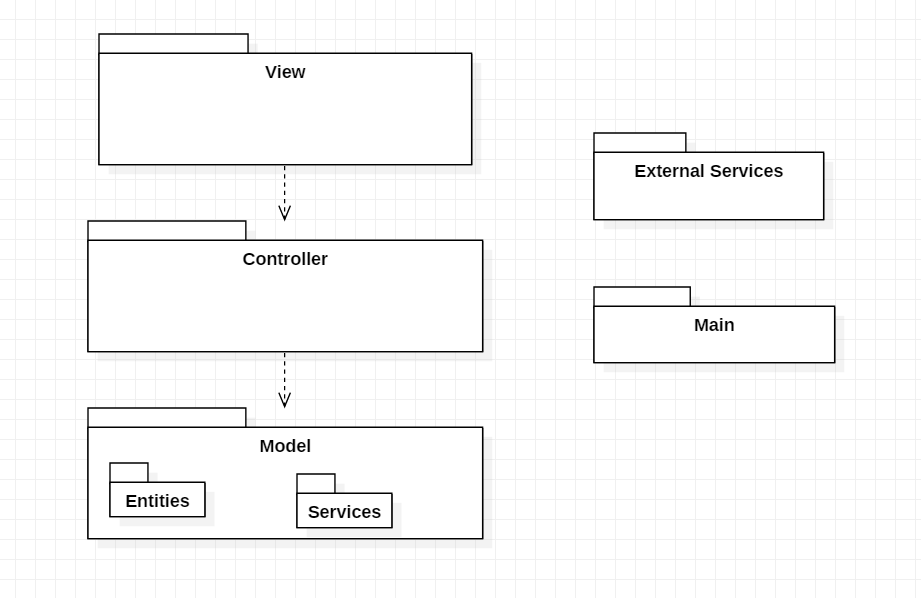 View
External Services
Controller
Main
Model
Entities
Services